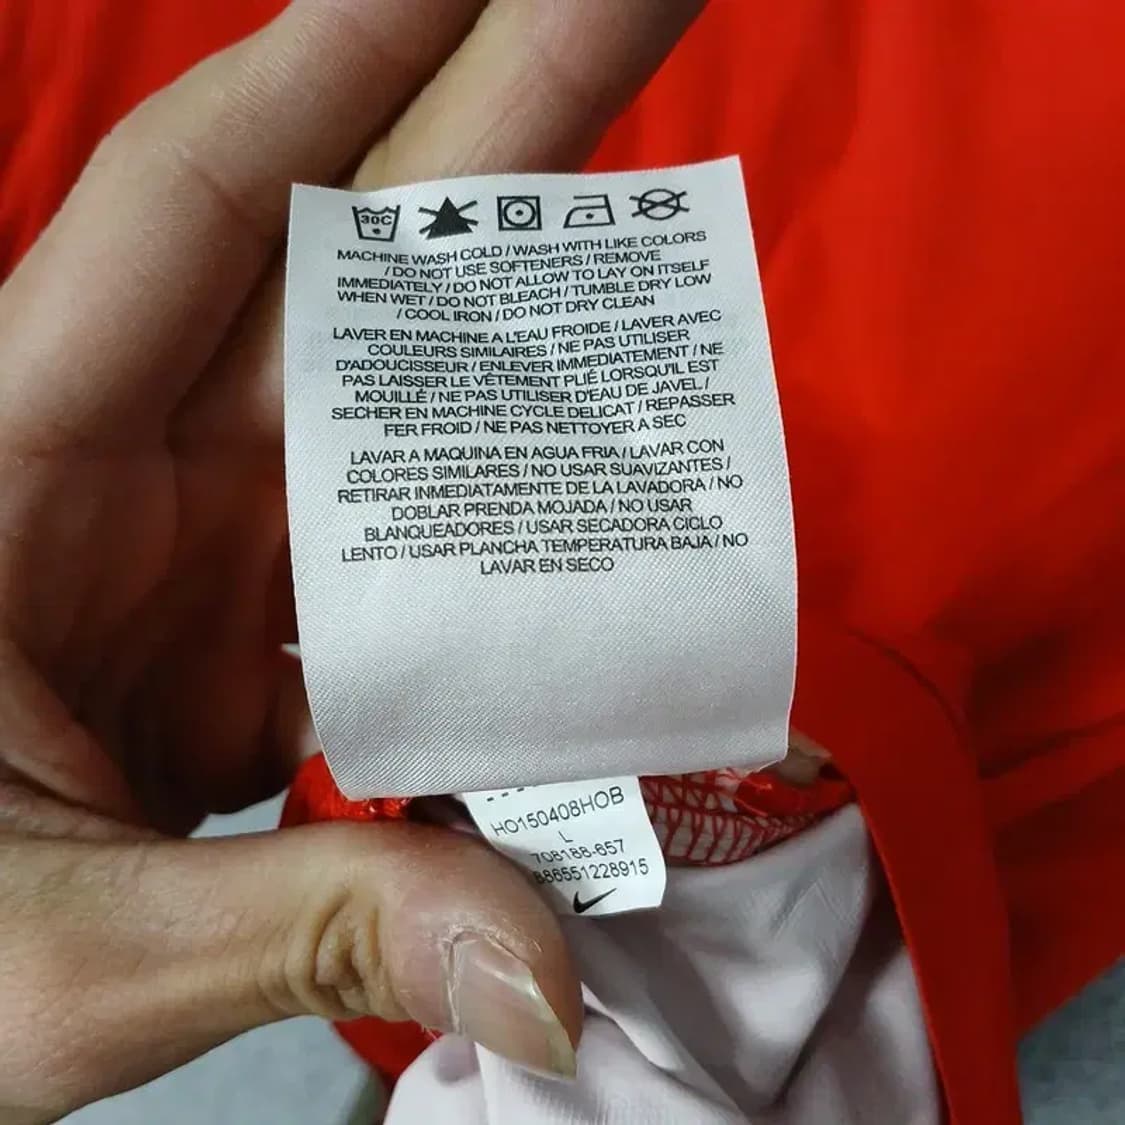 30C
MACHINE WASH COLD / WASH WITH LIKE COLORS
/ DO NOT USE SOFTENERS / REMOVE
IMMEDIATELY / DO NOT ALLOW TO LAY ON ITSELF
WHEN WET / DO NOT BLEACH / TUMBLE DRY LOW
/ COOL IRON / DO NOT DRY CLEAN
LAVER EN MACHINE A L'EAU FROIDE / LAVER AVEC
COULEURS SIMILAIRES / NE PAS UTILISER
D'ADOUCISSEUR / ENLEVER IMMEDIATEMENT / NE
PAS LAISSER LE VÊTEMENT PLIÉ LORSQU'IL EST
MOUILLÉ / NE PAS UTILISER D'EAU DE JAVEL /
SECHER EN MACHINE CYCLE DELICAT / REPASSER
FER FROID / NE PAS NETTOYER A SEC
LAVAR A MAQUINA EN AGUA FRIA / LAVAR CON
COLORES SIMILARES / NO USAR SUAVIZANTES /
RETIRAR INMEDIATAMENTE DE LA LAVADORA / NO
DOBLAR PRENDA MOJADA / NO USAR
BLANQUEADORES / USAR SECADORA CICLO
LENTO / USAR PLANCHA TEMPERATURA BAJA / NO
LAVAR EN SECO
HO150408HOB
L
708188-657
886551228915